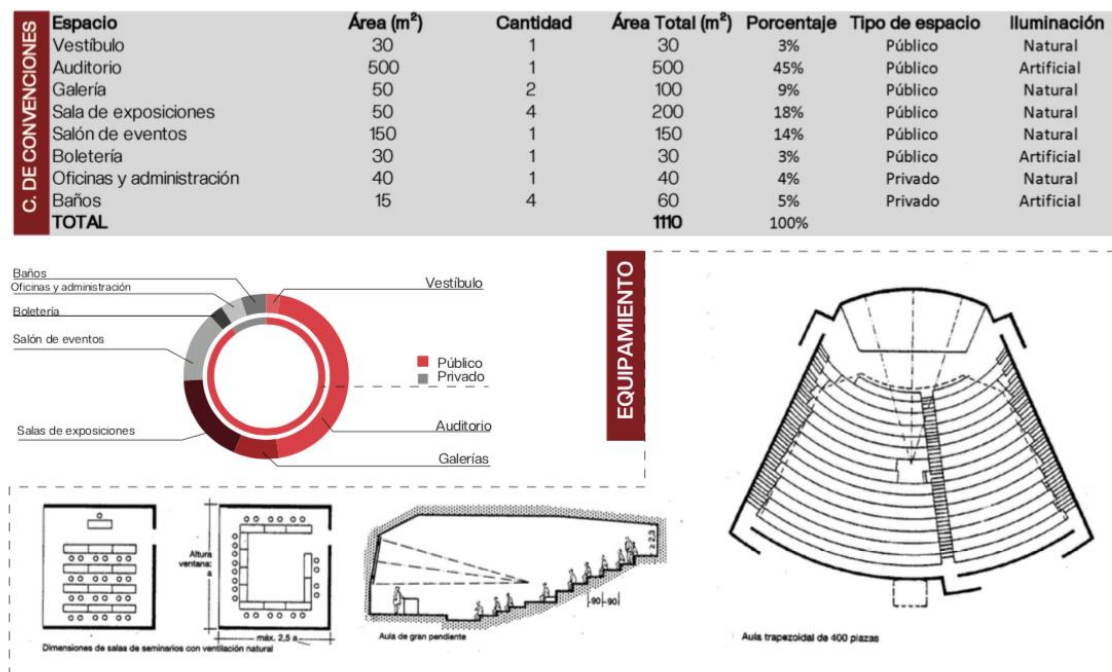 C. DE CONVENCIONES
Espacio Área (m²) Cantidad Área Total (m²) Porcentaje Tipo de espacio Iluminación
Vestíbulo 30 1 30 3% Público Natural
Auditorio 500 1 500 45% Público Artificial
Galería 50 2 100 9% Público Natural
Sala de exposiciones 50 4 200 18% Público Natural
Salón de eventos 150 1 150 14% Público Natural
Boletería 30 1 30 3% Público Artificial
Oficinas y administración 40 1 40 4% Privado Natural
Baños 15 4 60 5% Privado Artificial
TOTAL 1110 100%
Baños
Oficinas y administración
Boletería
Salón de eventos
Salas de exposiciones
Vestíbulo
Público
Privado
Auditorio
Galerías
EQUIPAMIENTO
Altura
ventana:
a
máx. 2,5 a
Dimensiones de salas de seminarios con ventilación natural
≥ 2,3
90 90
Aula de gran pendiente
Aula trapezoidal de 400 plazas